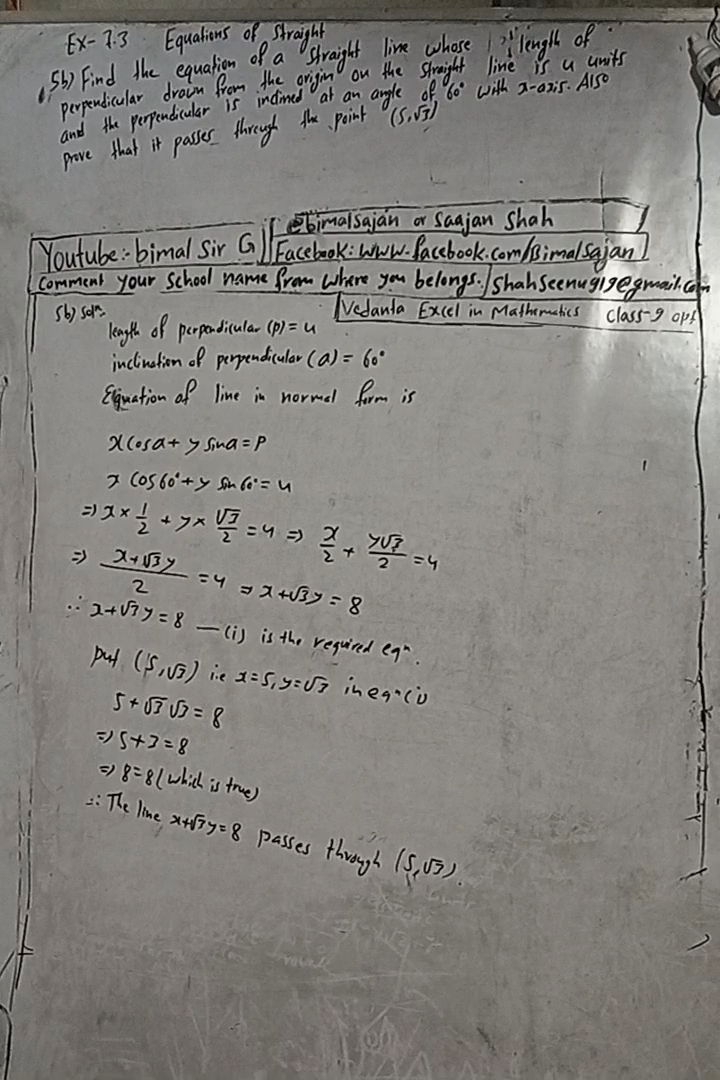 Ex- 7.3 Equations of Straight
5b) Find the equation of a straight line whose length of
perpendicular drawn from the origin on the straight line is 4 units
and the perpendicular is inclined at an angle of 60° with x-axis. Also
prove that it passes through the point (5,√3)
@bimalsajan or Saajan Shah
Youtube:- bimal Sir G
Facebook: www.facebook.com/Bimalsajan
Comment your School name from where you belongs.
Shahseenu919@gmail.com
Vedanta Excel in Mathematics Class-9 opt
5b) Solⁿ:
length of perpendicular (p) = 4
inclination of perpendicular (a) = 60°
Equation of line in normal form is
x Cosa + y sina = P
x Cos60° + y Sin 60° = 4
=> x × 1/2 + y × √3/2 = 4 => x/2 + y√3/2 = 4
=> (x+√3y)/2 = 4 => x+√3y = 8
∴ x+√3y = 8 — (i) is the required eqⁿ.
put (5,√3) i.e x=5, y=√3 in eqⁿ(i)
5+√3 √3 = 8
=> 5+3 = 8
=> 8=8 (which is true)
∴ The line x+√3y=8 passes through (5,√3).